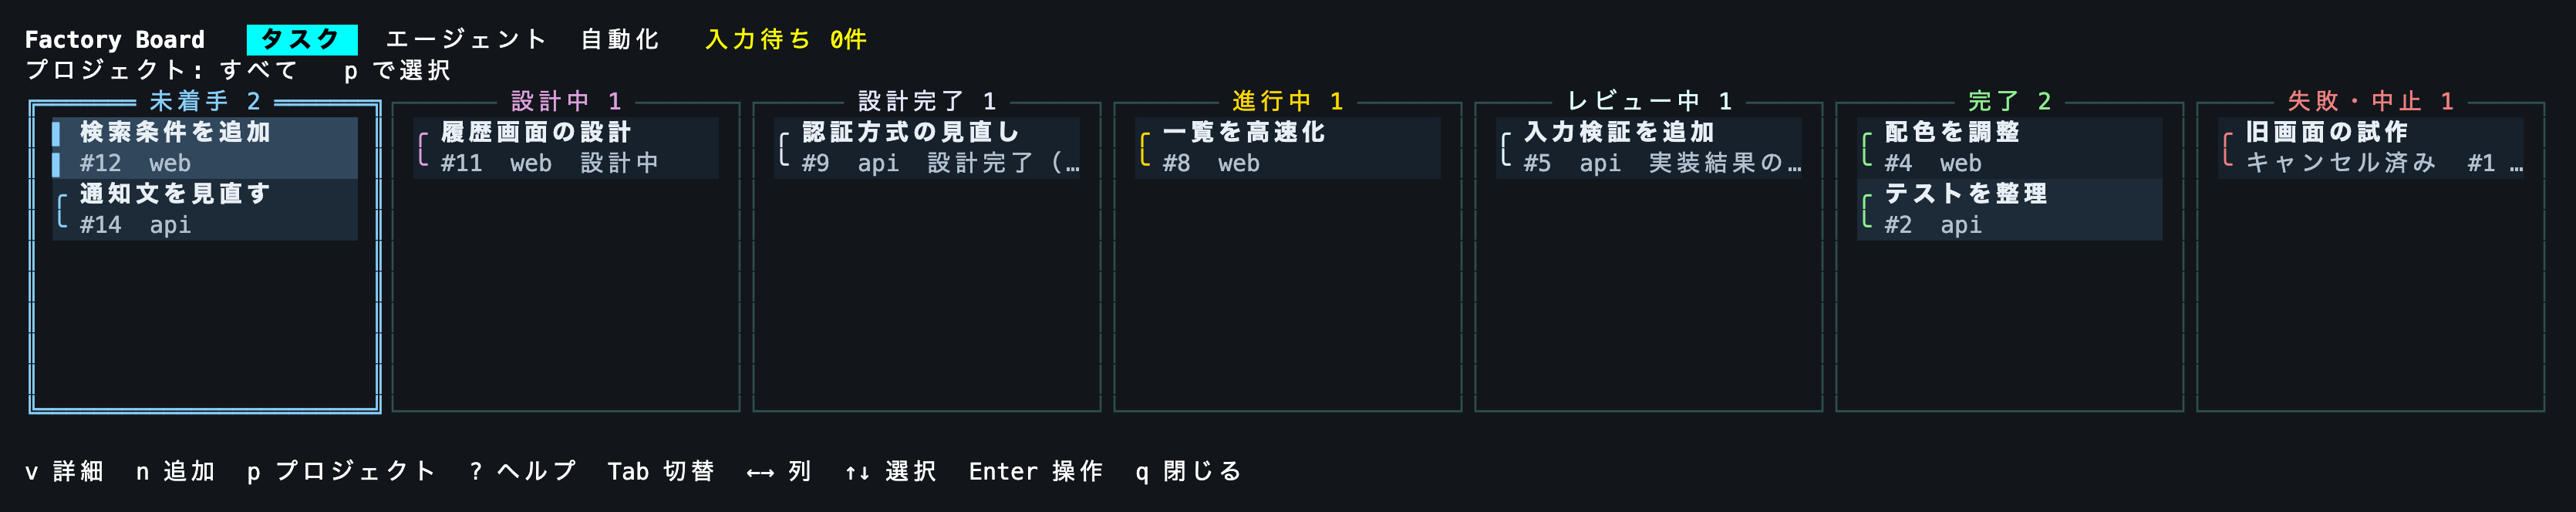 Factory Board タスク エージェント 自動化 入力待ち 0件
プロジェクト: すべて p で選択
未着手 2
検索条件を追加
#12 web
通知文を見直す
#14 api
設計中 1
履歴画面の設計
#11 web 設計中
設計完了 1
認証方式の見直し
#9 api 設計完了 (…
進行中 1
一覧を高速化
#8 web
レビュー中 1
入力検証を追加
#5 api 実装結果の…
完了 2
配色を調整
#4 web
テストを整理
#2 api
失敗・中止 1
旧画面の試作
キャンセル済み #1 …
v 詳細 n 追加 p プロジェクト ? ヘルプ Tab 切替 ←→ 列 ↑↓ 選択 Enter 操作 q 閉じる